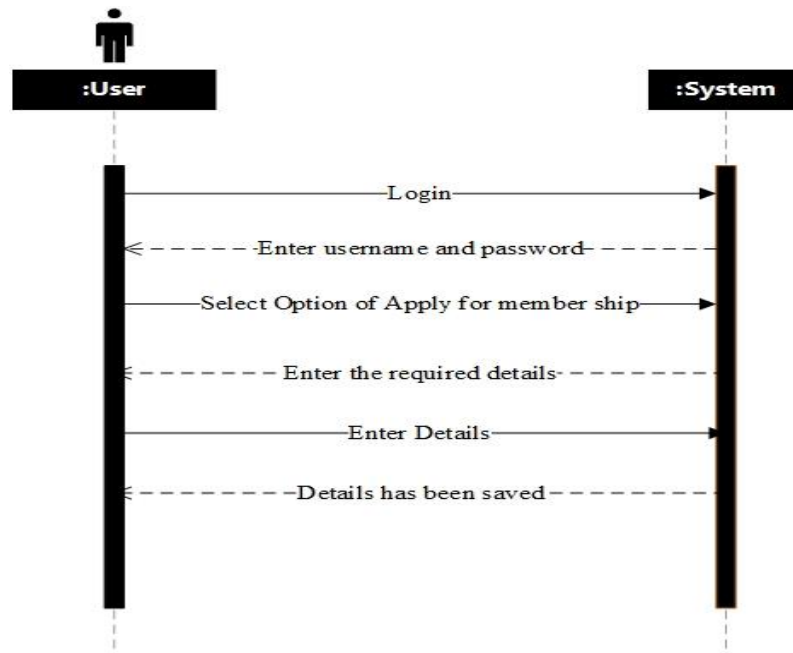 :User
:System
Login
Enter username and password
Select Option of Apply for member ship
Enter the required details
Enter Details
Details has been saved